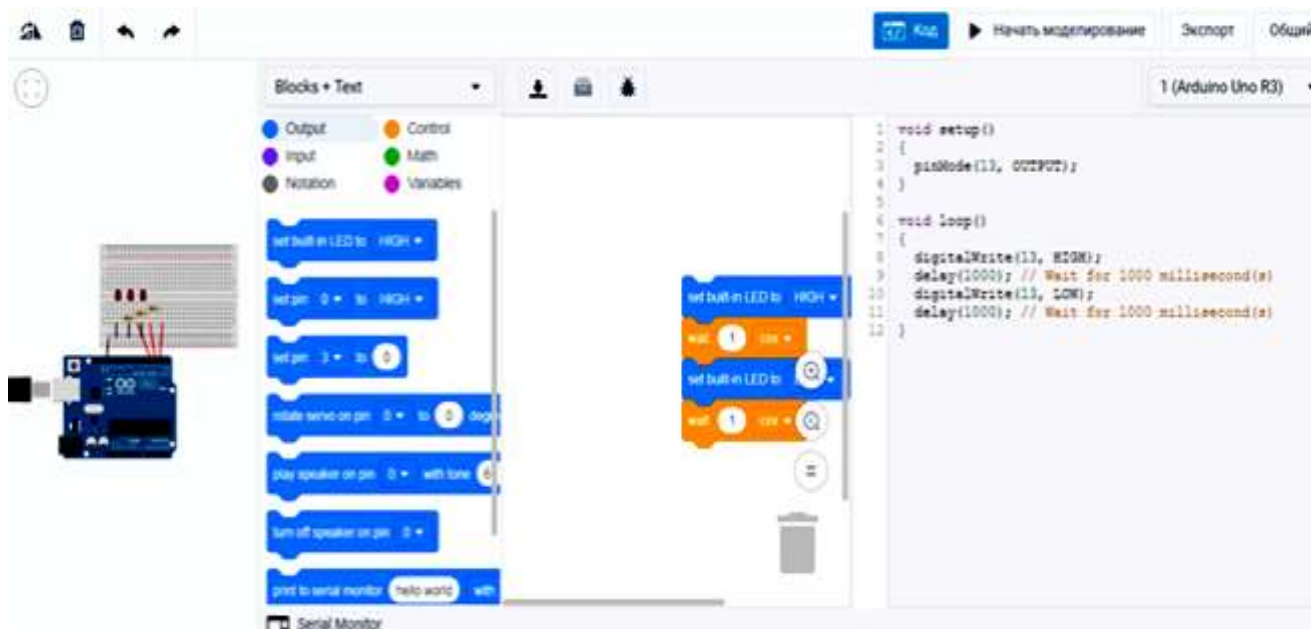 Код
Начать моделирование
Экспорт
Общий
Blocks + Text
1 (Arduino Uno R3)
Output
Control
Input
Math
Notation
Variables
set built-in LED to HIGH
set pin 0 to HIGH
set pin 3 to 0
rotate servo on pin 0 to 0 degre
play speaker on pin 0 with tone 6
turn off speaker on pin 0
print to serial monitor hello world with
set built-in LED to HIGH
wait 1
set built-in LED to
wait 1
1 void setup()
2 {
3 pinMode(13, OUTPUT);
4 }
5
6 void loop()
7 {
8 digitalWrite(13, HIGH);
9 delay(1000); // Wait for 1000 millisecond(s)
10 digitalWrite(13, LOW);
11 delay(1000); // Wait for 1000 millisecond(s)
12 }
Serial Monitor